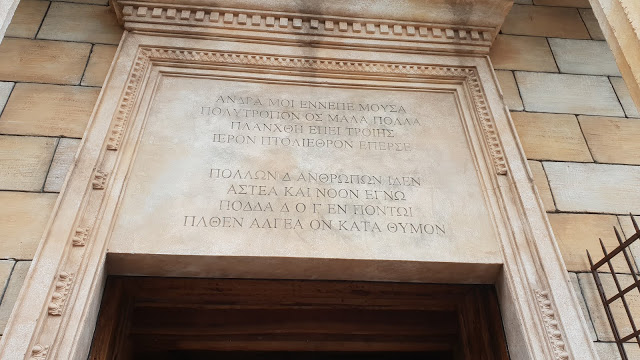 ΑΝΔΡΑ ΜΟΙ ΕΝΝΕΠΕ ΜΟΥΣΑ
ΠΟΛΥΤΡΟΠΟΝ ΟΣ ΜΑΛΑ ΠΟΛΛΑ
ΠΛΑΝΧΘΗ ΕΠΕΙ ΤΡΟΙΗΣ
ΙΕΡΟΝ ΠΤΟΛΙΕΘΡΟΝ ΕΠΕΡΣΕ
ΠΟΛΛΩΝ Δ ΑΝΘΡΩΠΩΝ ΙΔΕΝ
ΑΣΤΕΑ ΚΑΙ ΝΟΟΝ ΕΓΝΩ
ΠΟΛΛΑ Δ Ο Γ ΕΝ ΠΟΝΤΩΙ
ΠΑΘΕΝ ΑΛΓΕΑ ΟΝ ΚΑΤΑ ΘΥΜΟΝ